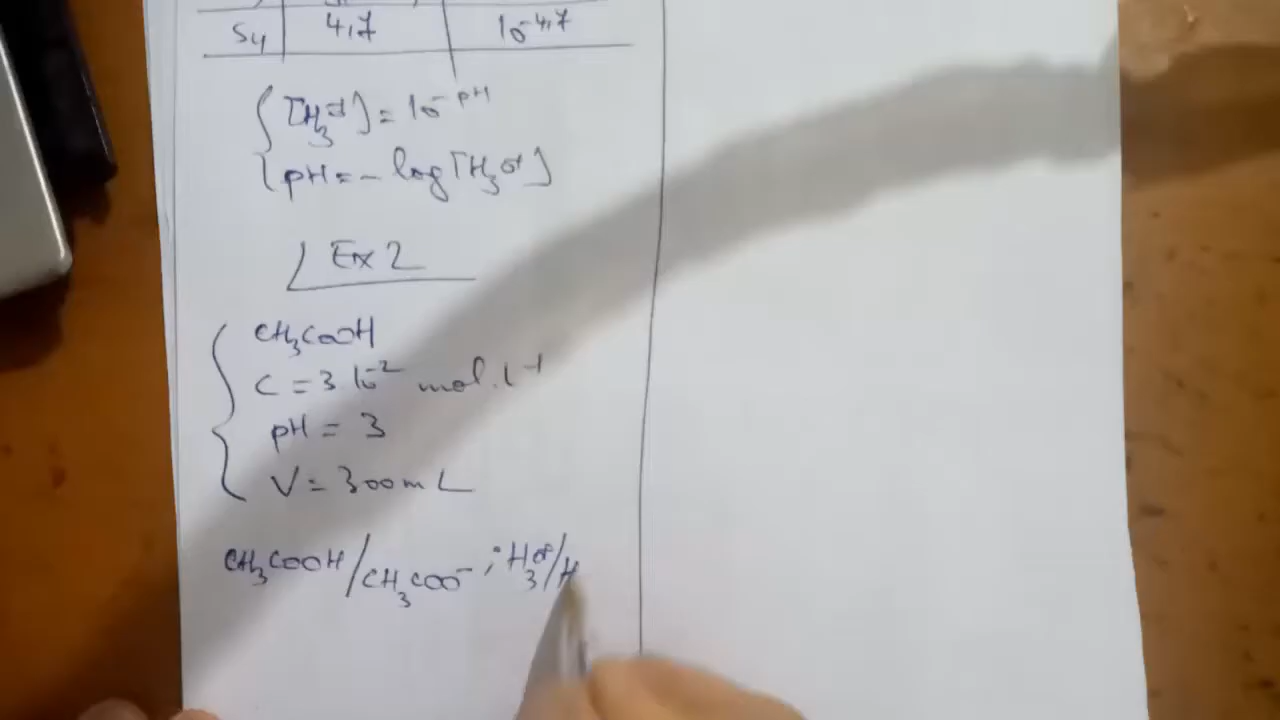 S4 4,7 10^-4,7
[H3O+] = 10^-pH
pH = - log [H3O+]
Ex 2
CH3COOH
C = 3.10^-2 mol.L^-1
pH = 3
V = 300 mL
CH3COOH/CH3COO^- ; H3O+/H